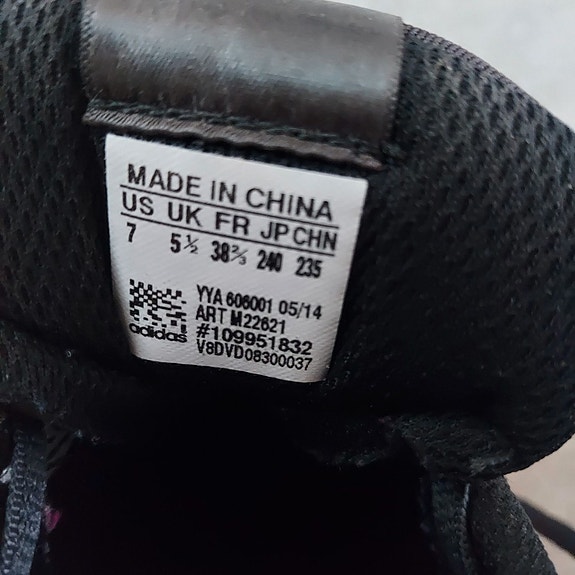 MADE IN CHINA
US UK FR JP CHN
7 5½ 38⅔ 240 235
YYA 606001 05/14
ART M22621
#109951832
V8DVD08300037
adidas